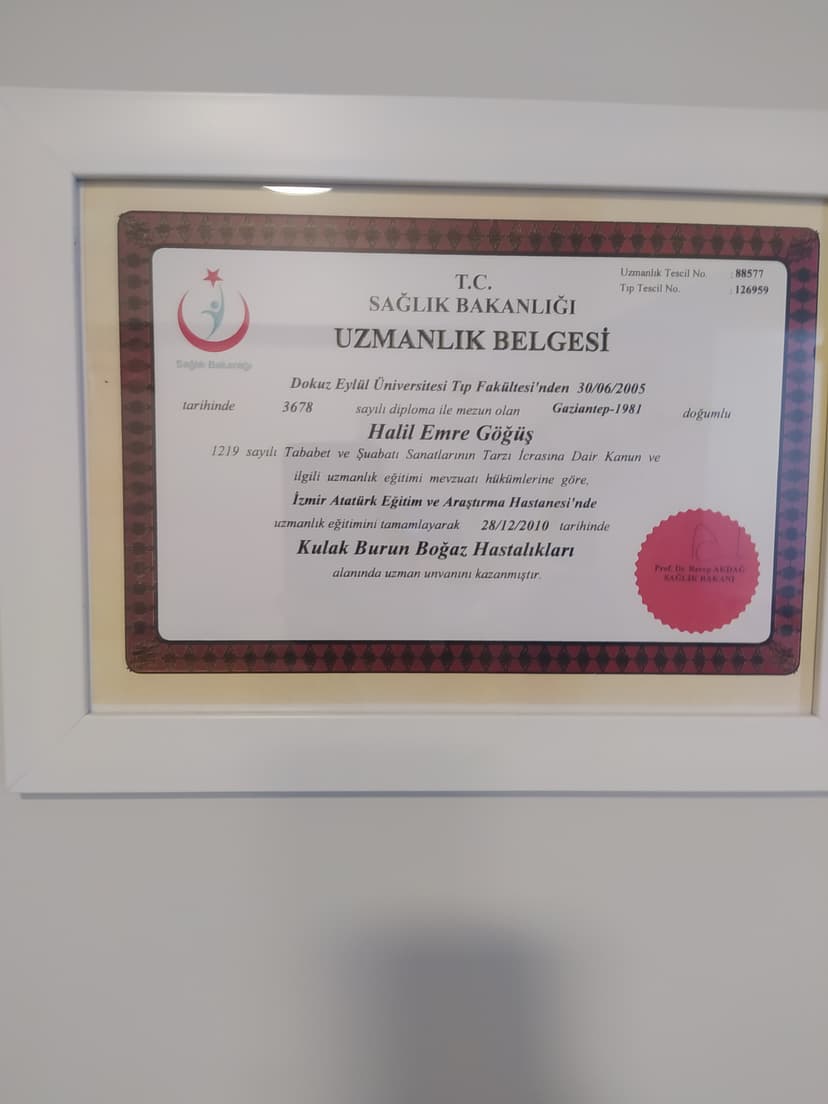 Uzmanlık Tescil No. : 88577
Tıp Tescil No. : 126959
T.C.
SAĞLIK BAKANLIĞI
UZMANLIK BELGESİ
Sağlık Bakanlığı
Dokuz Eylül Üniversitesi Tıp Fakültesi'nden 30/06/2005
tarihinde 3678 sayılı diploma ile mezun olan Gaziantep-1981 doğumlu
Halil Emre Göğüş
1219 sayılı Tababet ve Şuabatı Sanatlarının Tarzı İcrasına Dair Kanun ve
ilgili uzmanlık eğitimi mevzuatı hükümlerine göre,
İzmir Atatürk Eğitim ve Araştırma Hastanesi'nde
uzmanlık eğitimini tamamlayarak 28/12/2010 tarihinde
Kulak Burun Boğaz Hastalıkları
alanında uzman unvanını kazanmıştır.
Prof. Dr. Recep AKDAĞ
SAĞLIK BAKANI